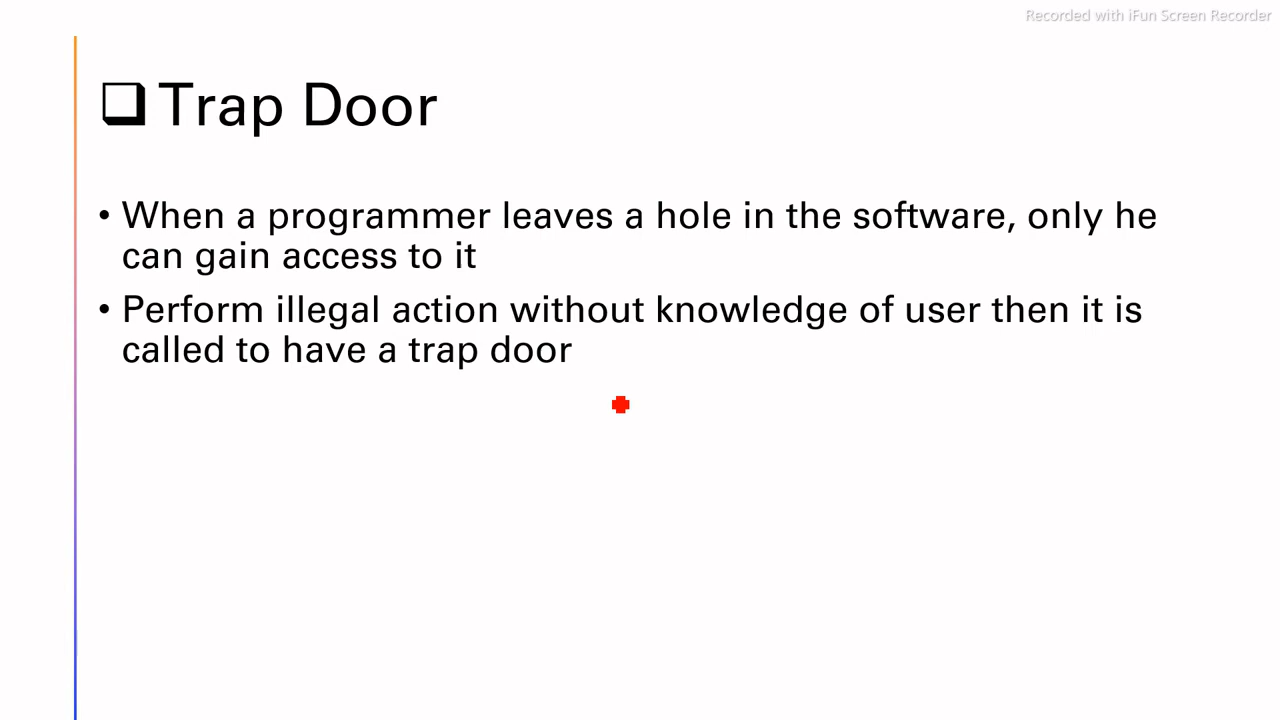 Recorded with iFun Screen Recorder
Trap Door
• When a programmer leaves a hole in the software, only he
can gain access to it
• Perform illegal action without knowledge of user then it is
called to have a trap door